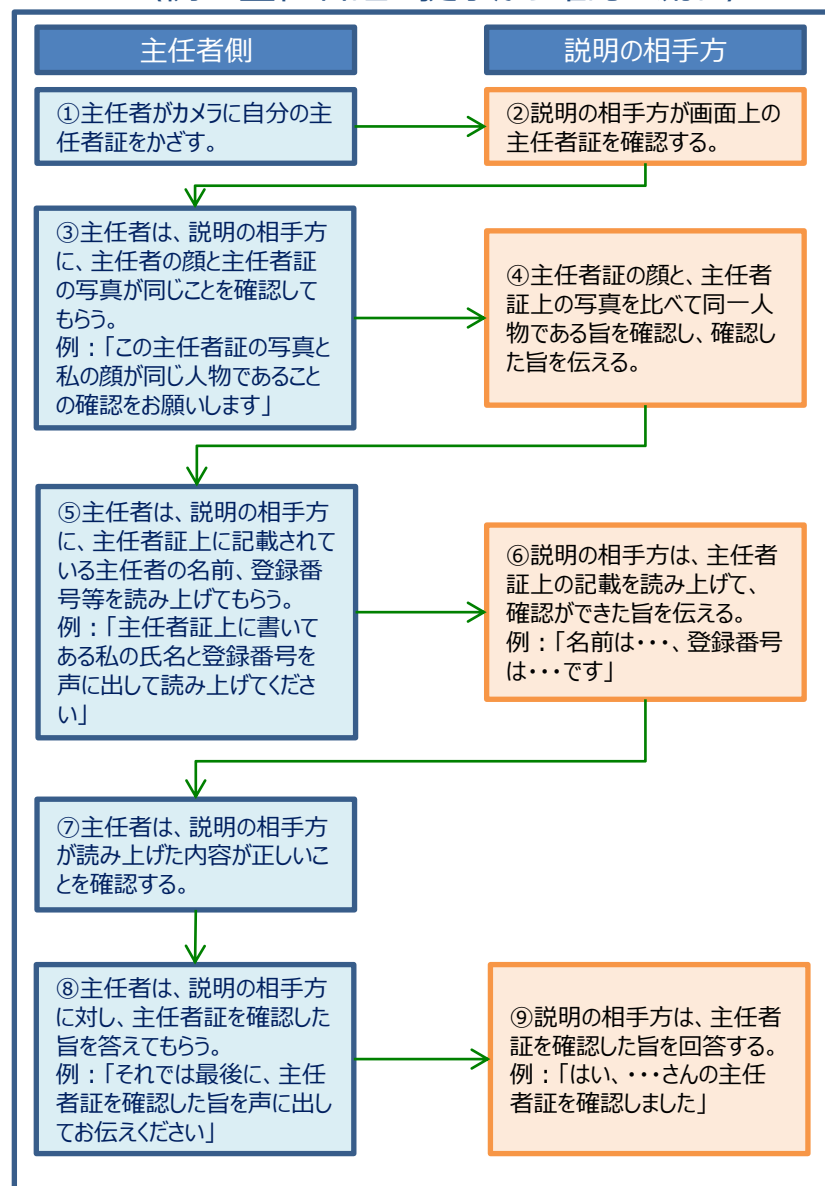 主任者側
説明の相手方
①主任者がカメラに自分の主
任者証をかざす。
②説明の相手方が画面上の
主任者証を確認する。
③主任者は、説明の相手方
に、主任者の顔と主任者証
の写真が同じことを確認して
もらう。
例：「この主任者証の写真と
私の顔が同じ人物であること
の確認をお願いします」
④主任者証の顔と、主任者
証上の写真を比べて同一人
物である旨を確認し、確認し
た旨を伝える。
⑤主任者は、説明の相手方
に、主任者証上に記載されて
いる主任者の名前、登録番
号等を読み上げてもらう。
例：「主任者証上に書いて
ある私の氏名と登録番号を
声に出して読み上げてくださ
い」
⑥説明の相手方は、主任者
証上の記載を読み上げて、
確認ができた旨を伝える。
例：「名前は・・・、登録番号
は・・・です」
⑦主任者は、説明の相手方
が読み上げた内容が正しいこ
とを確認する。
⑧主任者は、説明の相手方
に対し、主任者証を確認した
旨を答えてもらう。
例：「それでは最後に、主任
者証を確認した旨を声に出し
てお伝えください」
⑨説明の相手方は、主任者
証を確認した旨を回答する。
例：「はい、・・・さんの主任
者証を確認しました」